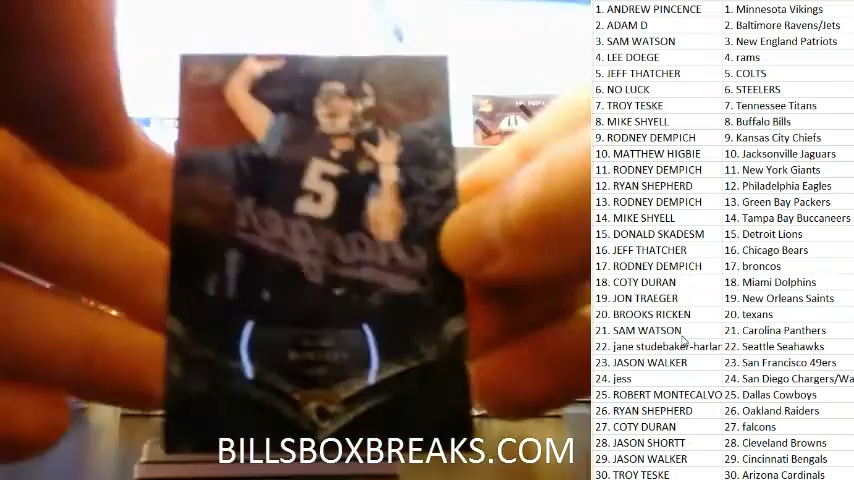 1. ANDREW PINCENCE 1. Minnesota Vikings
2. ADAM D 2. Baltimore Ravens/Jets
3. SAM WATSON 3. New England Patriots
4. LEE DOEGE 4. rams
5. JEFF THATCHER 5. COLTS
6. NO LUCK 6. STEELERS
7. TROY TESKE 7. Tennessee Titans
8. MIKE SHYELL 8. Buffalo Bills
9. RODNEY DEMPICH 9. Kansas City Chiefs
10. MATTHEW HIGBIE 10. Jacksonville Jaguars
11. RODNEY DEMPICH 11. New York Giants
12. RYAN SHEPHERD 12. Philadelphia Eagles
13. RODNEY DEMPICH 13. Green Bay Packers
14. MIKE SHYELL 14. Tampa Bay Buccaneers
15. DONALD SKADESM 15. Detroit Lions
16. JEFF THATCHER 16. Chicago Bears
17. RODNEY DEMPICH 17. broncos
18. COTY DURAN 18. Miami Dolphins
19. JON TRAEGER 19. New Orleans Saints
20. BROOKS RICKEN 20. texans
21. SAM WATSON 21. Carolina Panthers
22. jane studebaker-harlar 22. Seattle Seahawks
23. JASON WALKER 23. San Francisco 49ers
24. jess 24. San Diego Chargers/Wa
25. ROBERT MONTECALVO 25. Dallas Cowboys
26. RYAN SHEPHERD 26. Oakland Raiders
27. COTY DURAN 27. falcons
28. JASON SHORTT 28. Cleveland Browns
29. JASON WALKER 29. Cincinnati Bengals
30. TROY TESKE 30. Arizona Cardinals
5
BILLSBOXBREAKS.COM